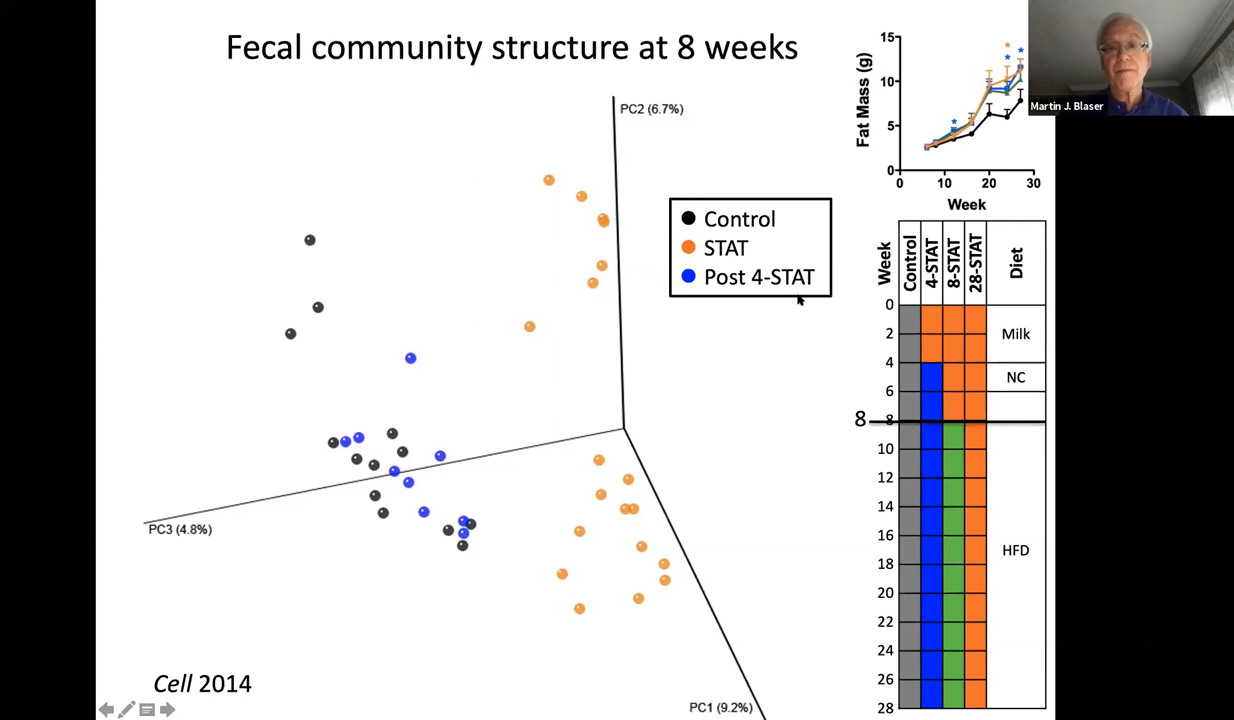 Fecal community structure at 8 weeks
PC2 (6.7%)
Control
STAT
Post 4-STAT
PC3 (4.8%)
PC1 (9.2%)
Cell 2014
15
10
5
0
Fat Mass (g)
0 10 20 30
Week
Martin J. Blaser
Week Control 4-STAT 8-STAT 28-STAT Diet
0
2 Milk
4
NC
6
8 8
10
12
14
16 HFD
18
20
22
24
26
28